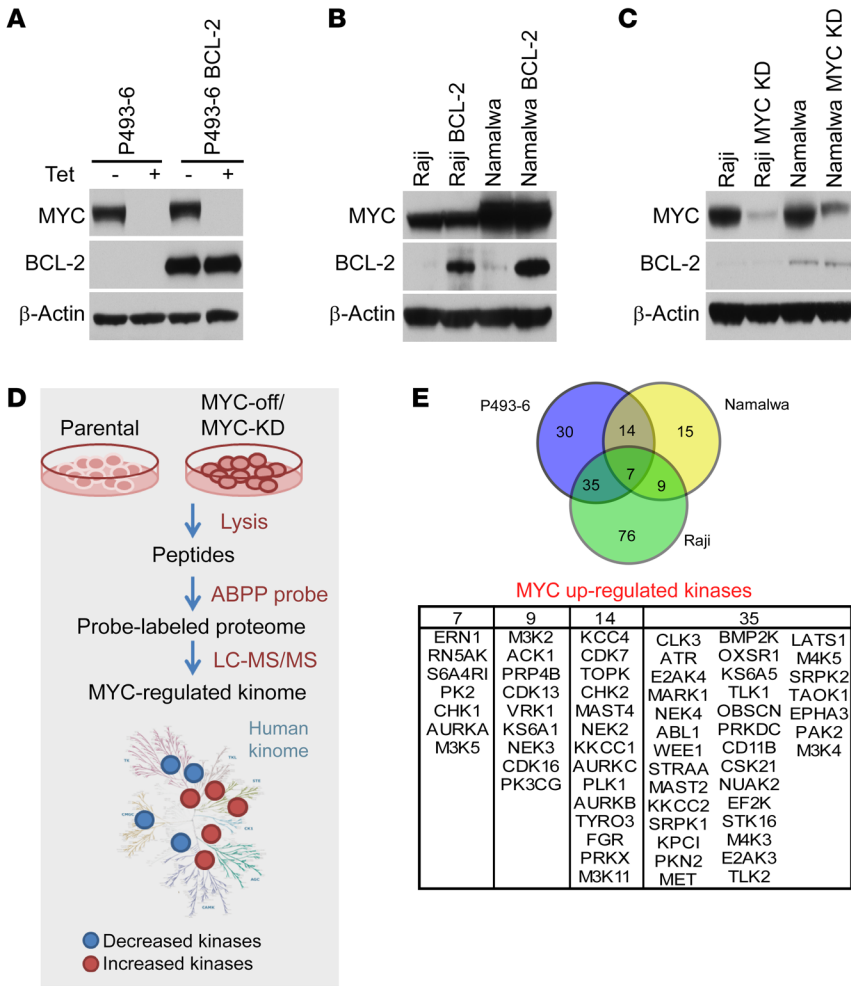 A
P493-6
P493-6 BCL-2
Tet - + - +
MYC
BCL-2
β-Actin
B
Raji
Raji BCL-2
Namalwa
Namalwa BCL-2
MYC
BCL-2
β-Actin
C
Raji
Raji MYC KD
Namalwa
Namalwa MYC KD
MYC
BCL-2
β-Actin
D
Parental
MYC-off/
MYC-KD
Lysis
Peptides
ABPP probe
Probe-labeled proteome
LC-MS/MS
MYC-regulated kinome
Human
kinome
TK
TKL
STE
CK1
AGC
CAMK
CMGC
Decreased kinases
Increased kinases
E
P493-6
Namalwa
30
14
15
7
35
9
76
Raji
MYC up-regulated kinases
7 9 14 35
ERN1 M3K2 KCC4 CLK3 BMP2K LATS1
RN5AK ACK1 CDK7 ATR OXSR1 M4K5
S6A4RI PRP4B TOPK E2AK4 KS6A5 SRPK2
PK2 CDK13 CHK2 MARK1 TLK1 TAOK1
CHK1 VRK1 MAST4 NEK4 OBSCN EPHA3
AURKA KS6A1 NEK2 ABL1 PRKDC PAK2
M3K5 NEK3 KKCC1 WEE1 CD11B M3K4
CDK16 AURKC STRAA CSK21
PK3CG PLK1 MAST2 NUAK2
AURKB KKCC2 EF2K
TYRO3 SRPK1 STK16
FGR KPCI M4K3
PRKX PKN2 E2AK3
M3K11 MET TLK2